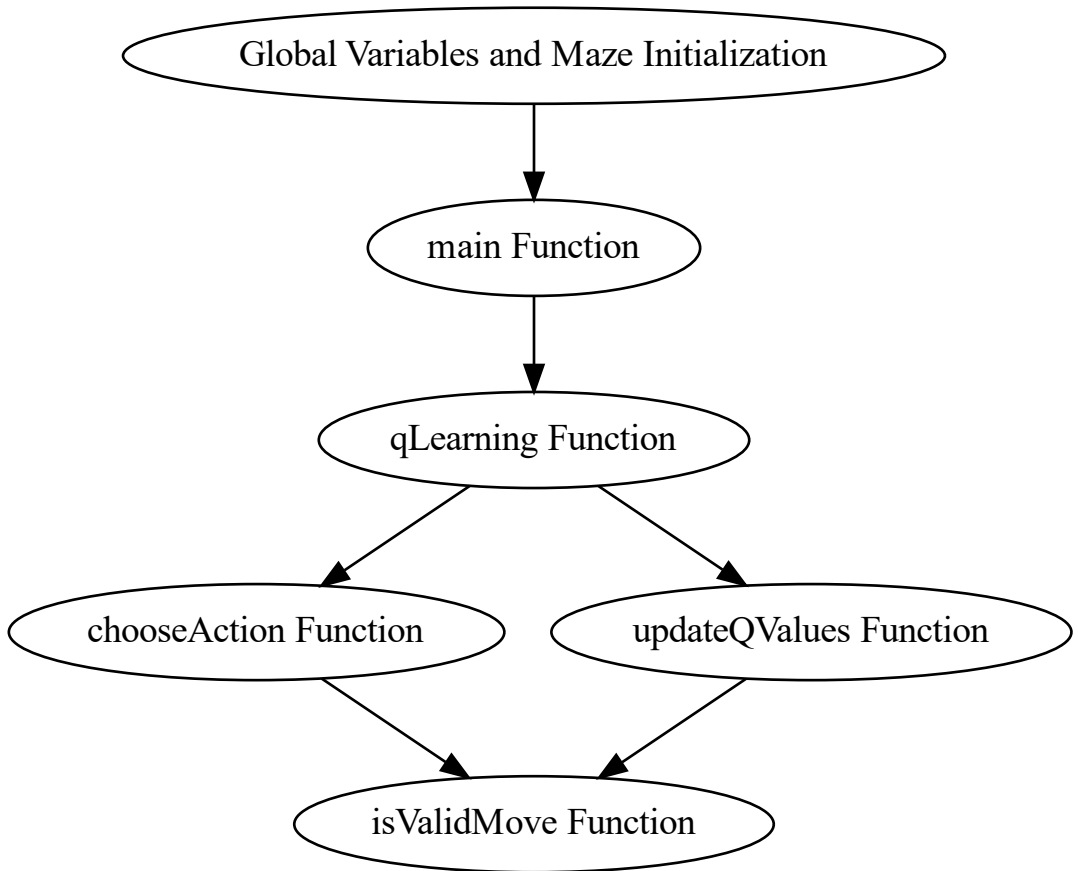 Global Variables and Maze Initialization
main Function
qLearning Function
chooseAction Function
updateQValues Function
isValidMove Function